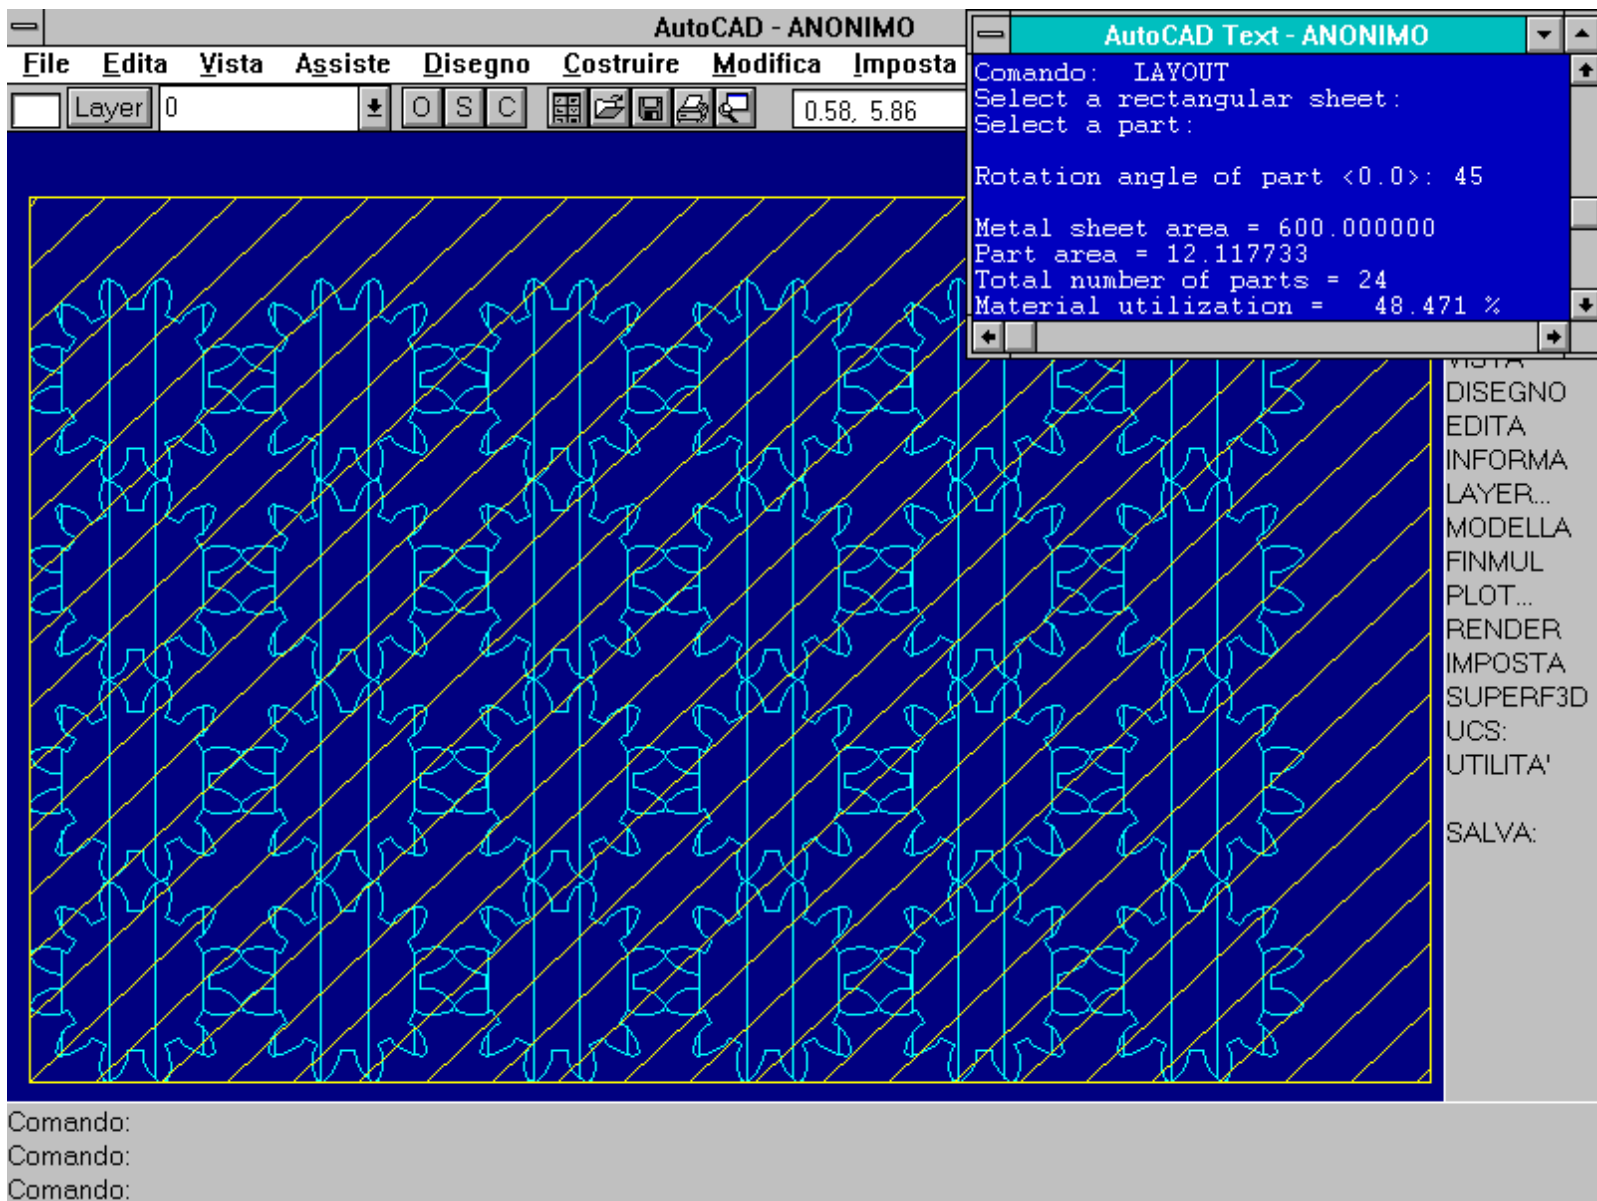 AutoCAD - ANONIMO
File Edita Vista Assiste Disegno Costruire Modifica Imposta
Layer 0 O S C 0.58, 5.86
AutoCAD Text - ANONIMO
Comando: LAYOUT
Select a rectangular sheet:
Select a part:
Rotation angle of part <0.0>: 45
Metal sheet area = 600.000000
Part area = 12.117733
Total number of parts = 24
Material utilization = 48.471 %
VISTA
DISEGNO
EDITA
INFORMA
LAYER...
MODELLA
FINMUL
PLOT...
RENDER
IMPOSTA
SUPERF3D
UCS:
UTILITA'
SALVA:
Comando:
Comando:
Comando: